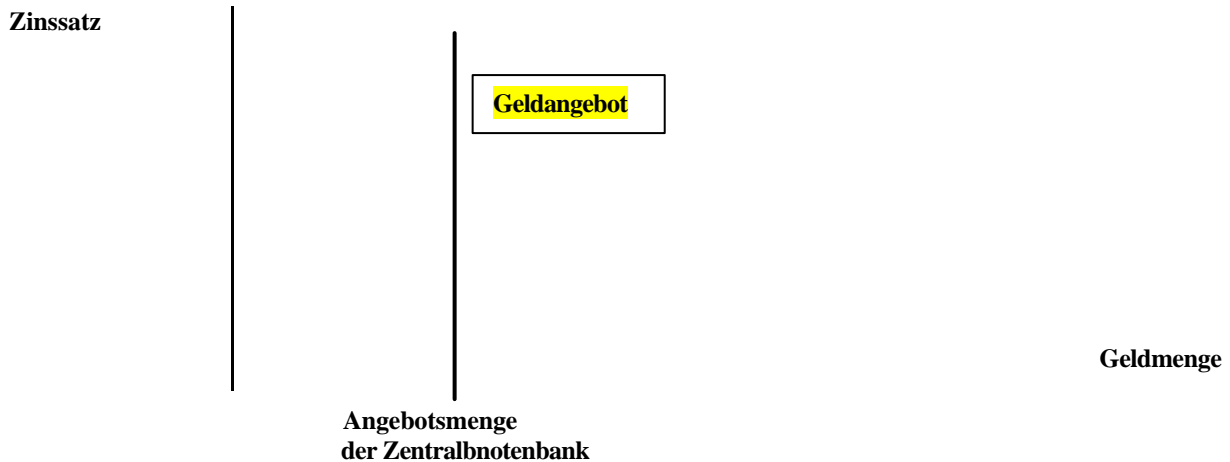 Zinssatz
Geldangebot
Geldmenge
Angebotsmenge
der Zentralbnotenbank